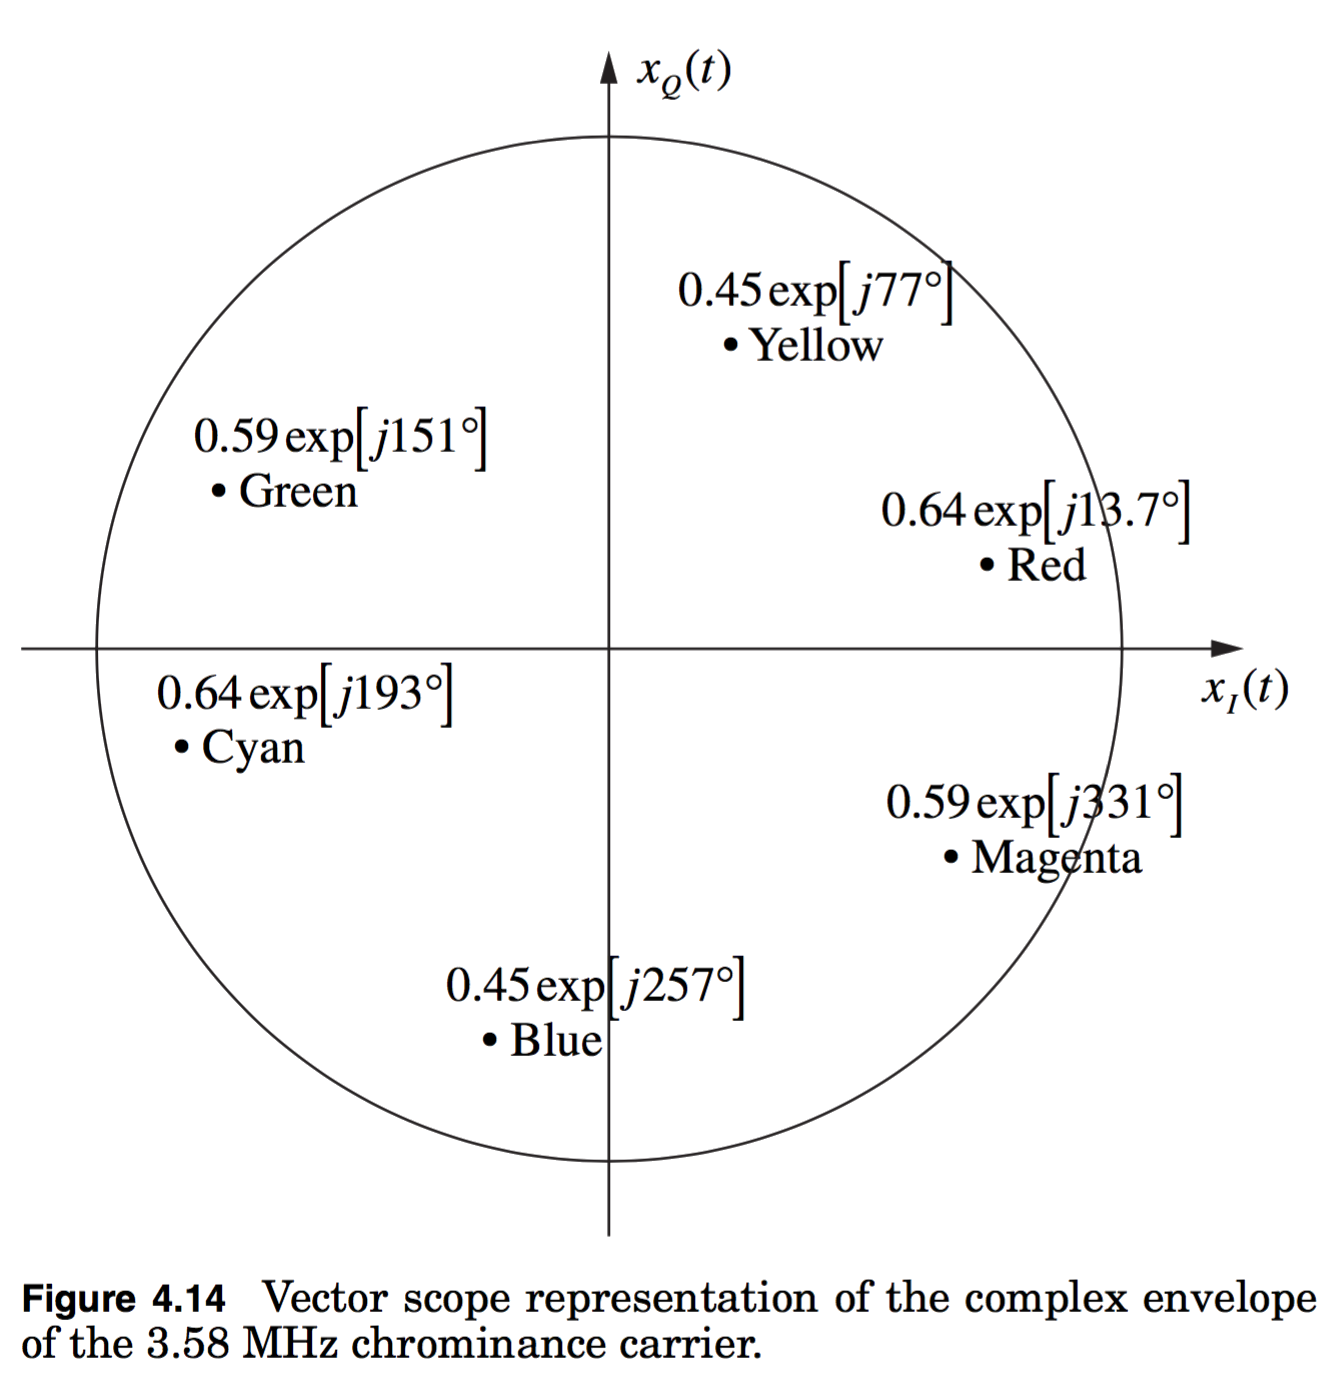 x_Q(t)
0.45 exp[j77°]
• Yellow
0.59 exp[j151°]
• Green
0.64 exp[j13.7°]
• Red
0.64 exp[j193°]
• Cyan
x_I(t)
0.59 exp[j331°]
• Magenta
0.45 exp[j257°]
• Blue
Figure 4.14 Vector scope representation of the complex envelope
of the 3.58 MHz chrominance carrier.